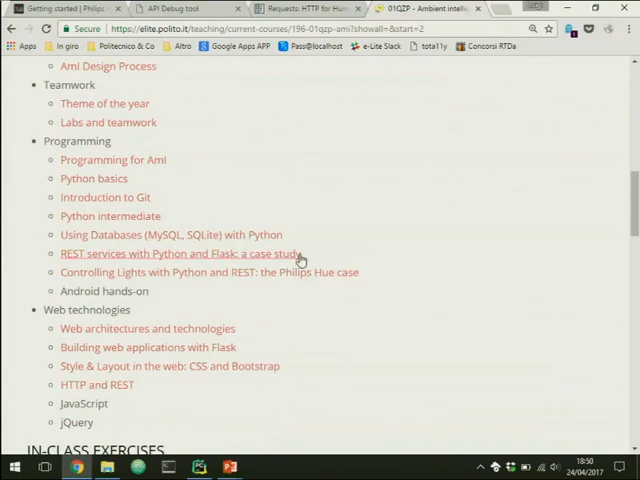 Getting started | Philips
API Debug tool
Requests: HTTP for Hum
01QZP - Ambient intellig
Secure https://elite.polito.it/teaching/current-courses/196-01qzp-ami?showall=&start=2
Apps In giro Politecnico & Co Altro Google Apps APP Pass@localhost e-Lite Slack tota11y Concorsi RTDa
AmI Design Process
Teamwork
Theme of the year
Labs and teamwork
Programming
Programming for AmI
Python basics
Introduction to Git
Python intermediate
Using Databases (MySQL, SQLite) with Python
REST services with Python and Flask: a case study
Controlling Lights with Python and REST: the Philips Hue case
Android hands-on
Web technologies
Web architectures and technologies
Building web applications with Flask
Style & Layout in the web: CSS and Bootstrap
HTTP and REST
JavaScript
jQuery
IN-CLASS EXERCISES
18:50
24/04/2017